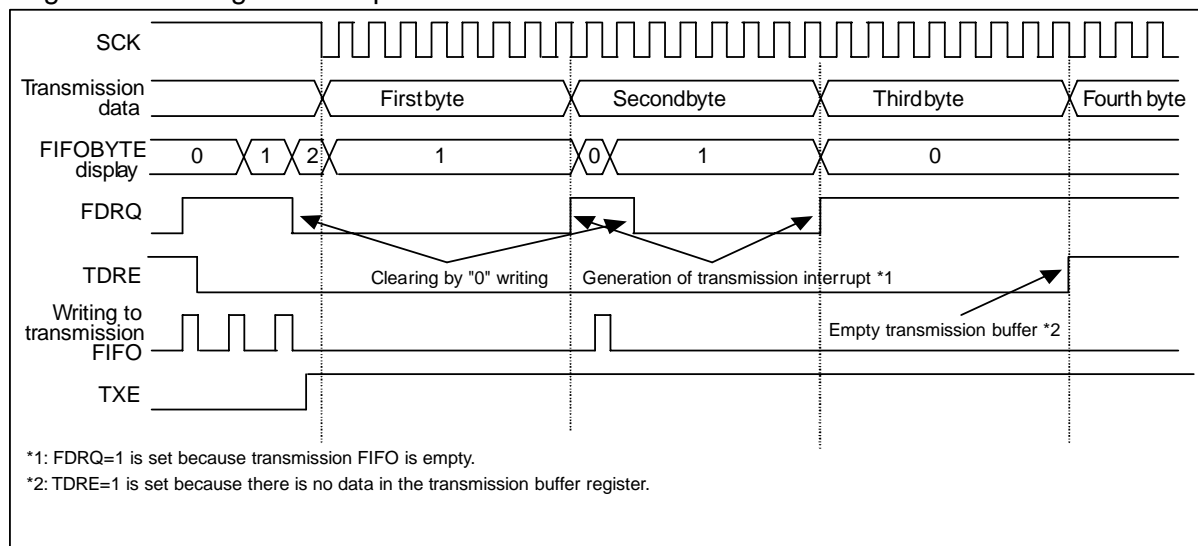 SCK
Transmission
data
Firstbyte
Secondbyte
Thirdbyte
Fourth byte
FIFOBYTE
display
0
1
2
1
0
1
0
FDRQ
Clearing by "0" writing
Generation of transmission interrupt *1
TDRE
Writing to
transmission
FIFO
Empty transmission buffer *2
TXE
*1: FDRQ=1 is set because transmission FIFO is empty.
*2: TDRE=1 is set because there is no data in the transmission buffer register.